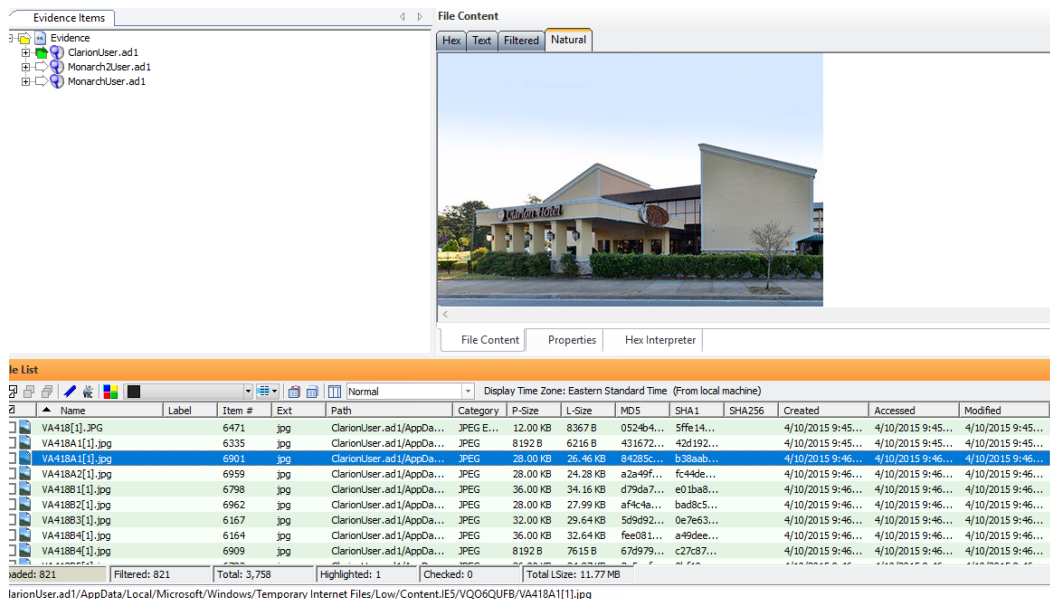 Evidence Items
File Content
Evidence
ClarionUser.ad1
Monarch2User.ad1
MonarchUser.ad1
Hex Text Filtered Natural
Clarion Hotel
File Content Properties Hex Interpreter
le List
Normal Display Time Zone: Eastern Standard Time (From local machine)
Name Label Item # Ext Path Category P-Size L-Size MD5 SHA1 SHA256 Created Accessed Modified
VA418[1].JPG 6471 jpg ClarionUser.ad1/AppDa... JPEG E... 12.00 KB 8367 B 0524b4... 5ffe14... 4/10/2015 9:45... 4/10/2015 9:45... 4/10/2015 9:45...
VA418A1[1].jpg 6335 jpg ClarionUser.ad1/AppDa... JPEG 8192 B 6216 B 431672... 42d192... 4/10/2015 9:45... 4/10/2015 9:45... 4/10/2015 9:45...
VA418A1[1].jpg 6901 jpg ClarionUser.ad1/AppDa... JPEG 28.00 KB 26.46 KB 84285c... b38aab... 4/10/2015 9:46... 4/10/2015 9:46... 4/10/2015 9:46...
VA418A2[1].jpg 6959 jpg ClarionUser.ad1/AppDa... JPEG 28.00 KB 24.28 KB a2a49f... fc44de... 4/10/2015 9:46... 4/10/2015 9:46... 4/10/2015 9:46...
VA418B1[1].jpg 6798 jpg ClarionUser.ad1/AppDa... JPEG 36.00 KB 34.16 KB d79da7... e01ba8... 4/10/2015 9:46... 4/10/2015 9:46... 4/10/2015 9:46...
VA418B2[1].jpg 6962 jpg ClarionUser.ad1/AppDa... JPEG 28.00 KB 27.99 KB af4c4a... bad8c5... 4/10/2015 9:46... 4/10/2015 9:46... 4/10/2015 9:46...
VA418B3[1].jpg 6167 jpg ClarionUser.ad1/AppDa... JPEG 32.00 KB 29.64 KB 5d9d92... 0e7e63... 4/10/2015 9:46... 4/10/2015 9:46... 4/10/2015 9:46...
VA418B4[1].jpg 6164 jpg ClarionUser.ad1/AppDa... JPEG 36.00 KB 32.64 KB fee081... a49dee... 4/10/2015 9:46... 4/10/2015 9:46... 4/10/2015 9:46...
VA418B4[1].jpg 6909 jpg ClarionUser.ad1/AppDa... JPEG 8192 B 7615 B 67d979... c27c87... 4/10/2015 9:46... 4/10/2015 9:46... 4/10/2015 9:46...
oaded: 821 Filtered: 821 Total: 3,758 Highlighted: 1 Checked: 0 Total LSize: 11.77 MB
larionUser.ad1/AppData/Local/Microsoft/Windows/Temporary Internet Files/Low/Content.IE5/VQO6QUFB/VA418A1[1].jpg